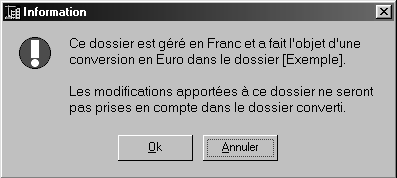 Information
Ce dossier est géré en Franc et a fait l'objet d'une
conversion en Euro dans le dossier [Exemple].
Les modifications apportées à ce dossier ne seront
pas prises en compte dans le dossier converti.
Ok
Annuler